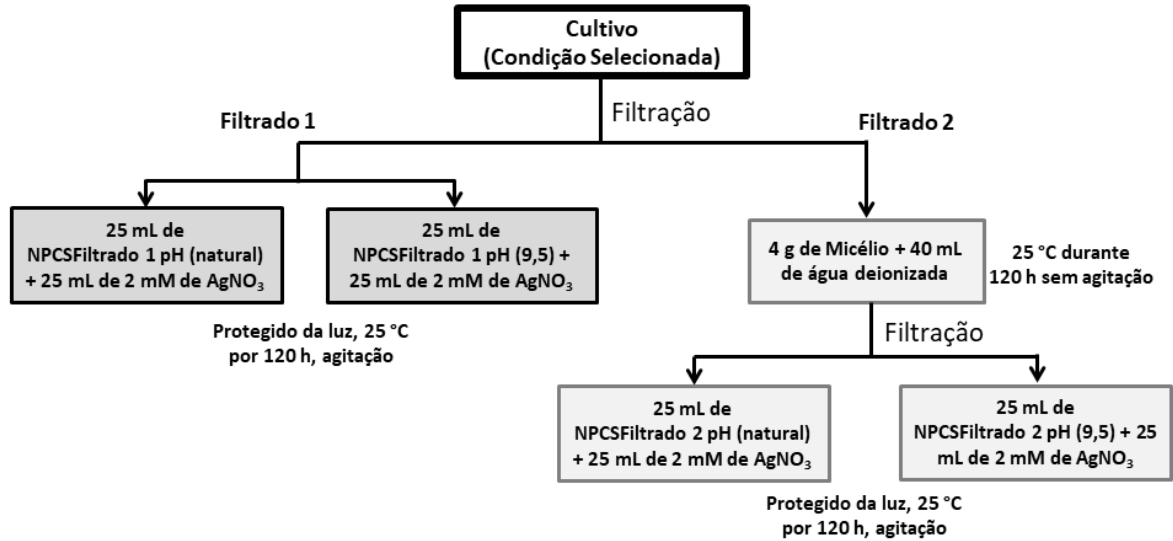 Cultivo
(Condição Selecionada)
Filtração
Filtrado 1
Filtrado 2
25 mL de
NPCSFiltrado 1 pH (natural)
+ 25 mL de 2 mM de AgNO₃
25 mL de
NPCSFiltrado 1 pH (9,5) +
25 mL de 2 mM de AgNO₃
Protegido da luz, 25 °C
por 120 h, agitação
4 g de Micélio + 40 mL
de água deionizada
25 °C durante
120 h sem agitação
Filtração
25 mL de
NPCSFiltrado 2 pH (natural)
+ 25 mL de 2 mM de AgNO₃
25 mL de
NPCSFiltrado 2 pH (9,5) + 25
mL de 2 mM de AgNO₃
Protegido da luz, 25 °C
por 120 h, agitação